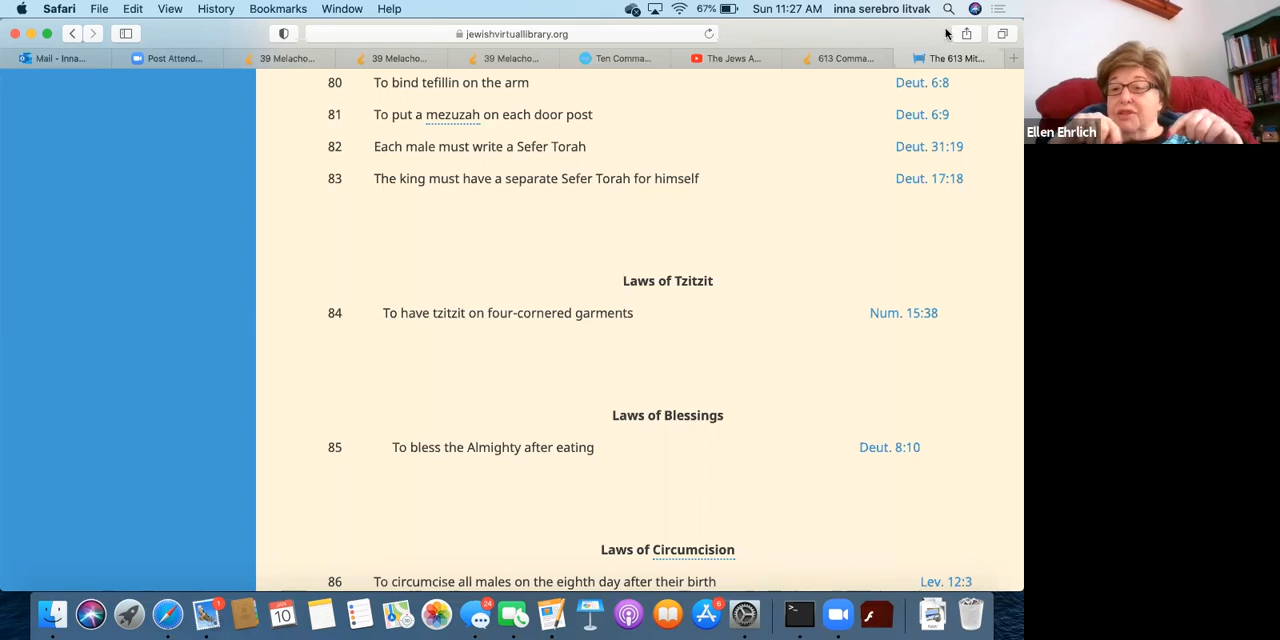 Safari File Edit View History Bookmarks Window Help 67% Sun 11:27 AM inna serebro litvak
jewishvirtuallibrary.org
Mail - Inna... Post Attend... 39 Melacho... 39 Melacho... 39 Melacho... Ten Comma... The Jews A... 613 Comma... The 613 Mit...
80 To bind tefillin on the arm Deut. 6:8
81 To put a mezuzah on each door post Deut. 6:9
82 Each male must write a Sefer Torah Deut. 31:19
83 The king must have a separate Sefer Torah for himself Deut. 17:18
Laws of Tzitzit
84 To have tzitzit on four-cornered garments Num. 15:38
Laws of Blessings
85 To bless the Almighty after eating Deut. 8:10
Laws of Circumcision
86 To circumcise all males on the eighth day after their birth Lev. 12:3
Ellen Ehrlich
JAN
10
1
24
6